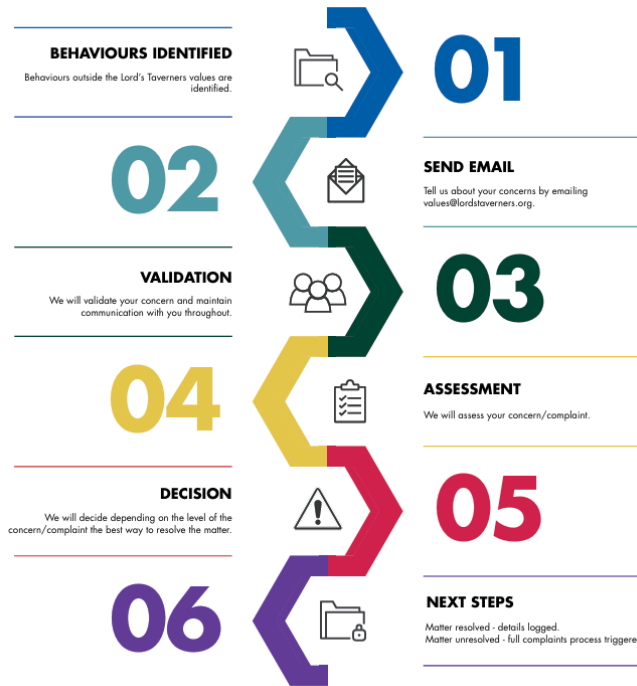 BEHAVIOURS IDENTIFIED
Behaviours outside the Lord's Taverners values are
identified.
01
02
SEND EMAIL
Tell us about your concerns by emailing
values@lordstaverners.org.
VALIDATION
We will validate your concern and maintain
communication with you throughout.
03
04
ASSESSMENT
We will assess your concern/complaint.
DECISION
We will decide depending on the level of the
concern/complaint the best way to resolve the matter.
05
06
NEXT STEPS
Matter resolved - details logged.
Matter unresolved - full complaints process triggere